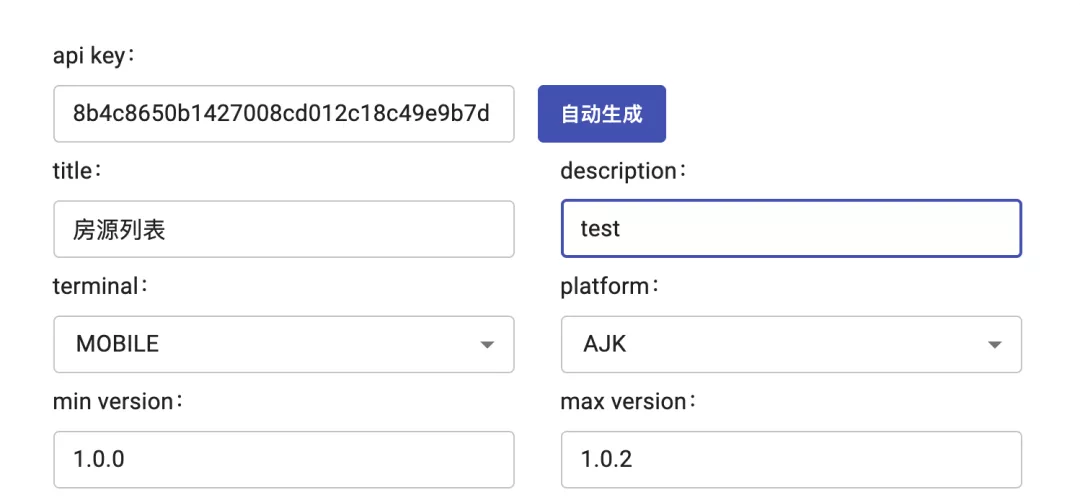 api key：
8b4c8650b1427008cd012c18c49e9b7d 自动生成
title： description：
房源列表 test
terminal： platform：
MOBILE AJK
min version： max version：
1.0.0 1.0.2